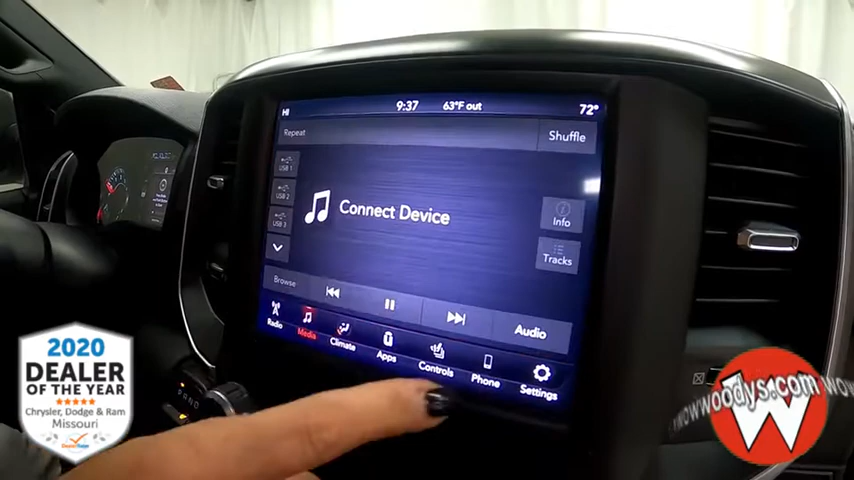 HI
9:37
63°F out
72°
Repeat
Shuffle
USB 1
USB 2
USB 3
Connect Device
Info
Tracks
Browse
Audio
Radio
Media
Climate
Apps
Controls
Phone
Settings
P R N D
2020
DEALER
OF THE YEAR
Chrysler, Dodge & Ram
Missouri
DealerRater
woodys.com
W